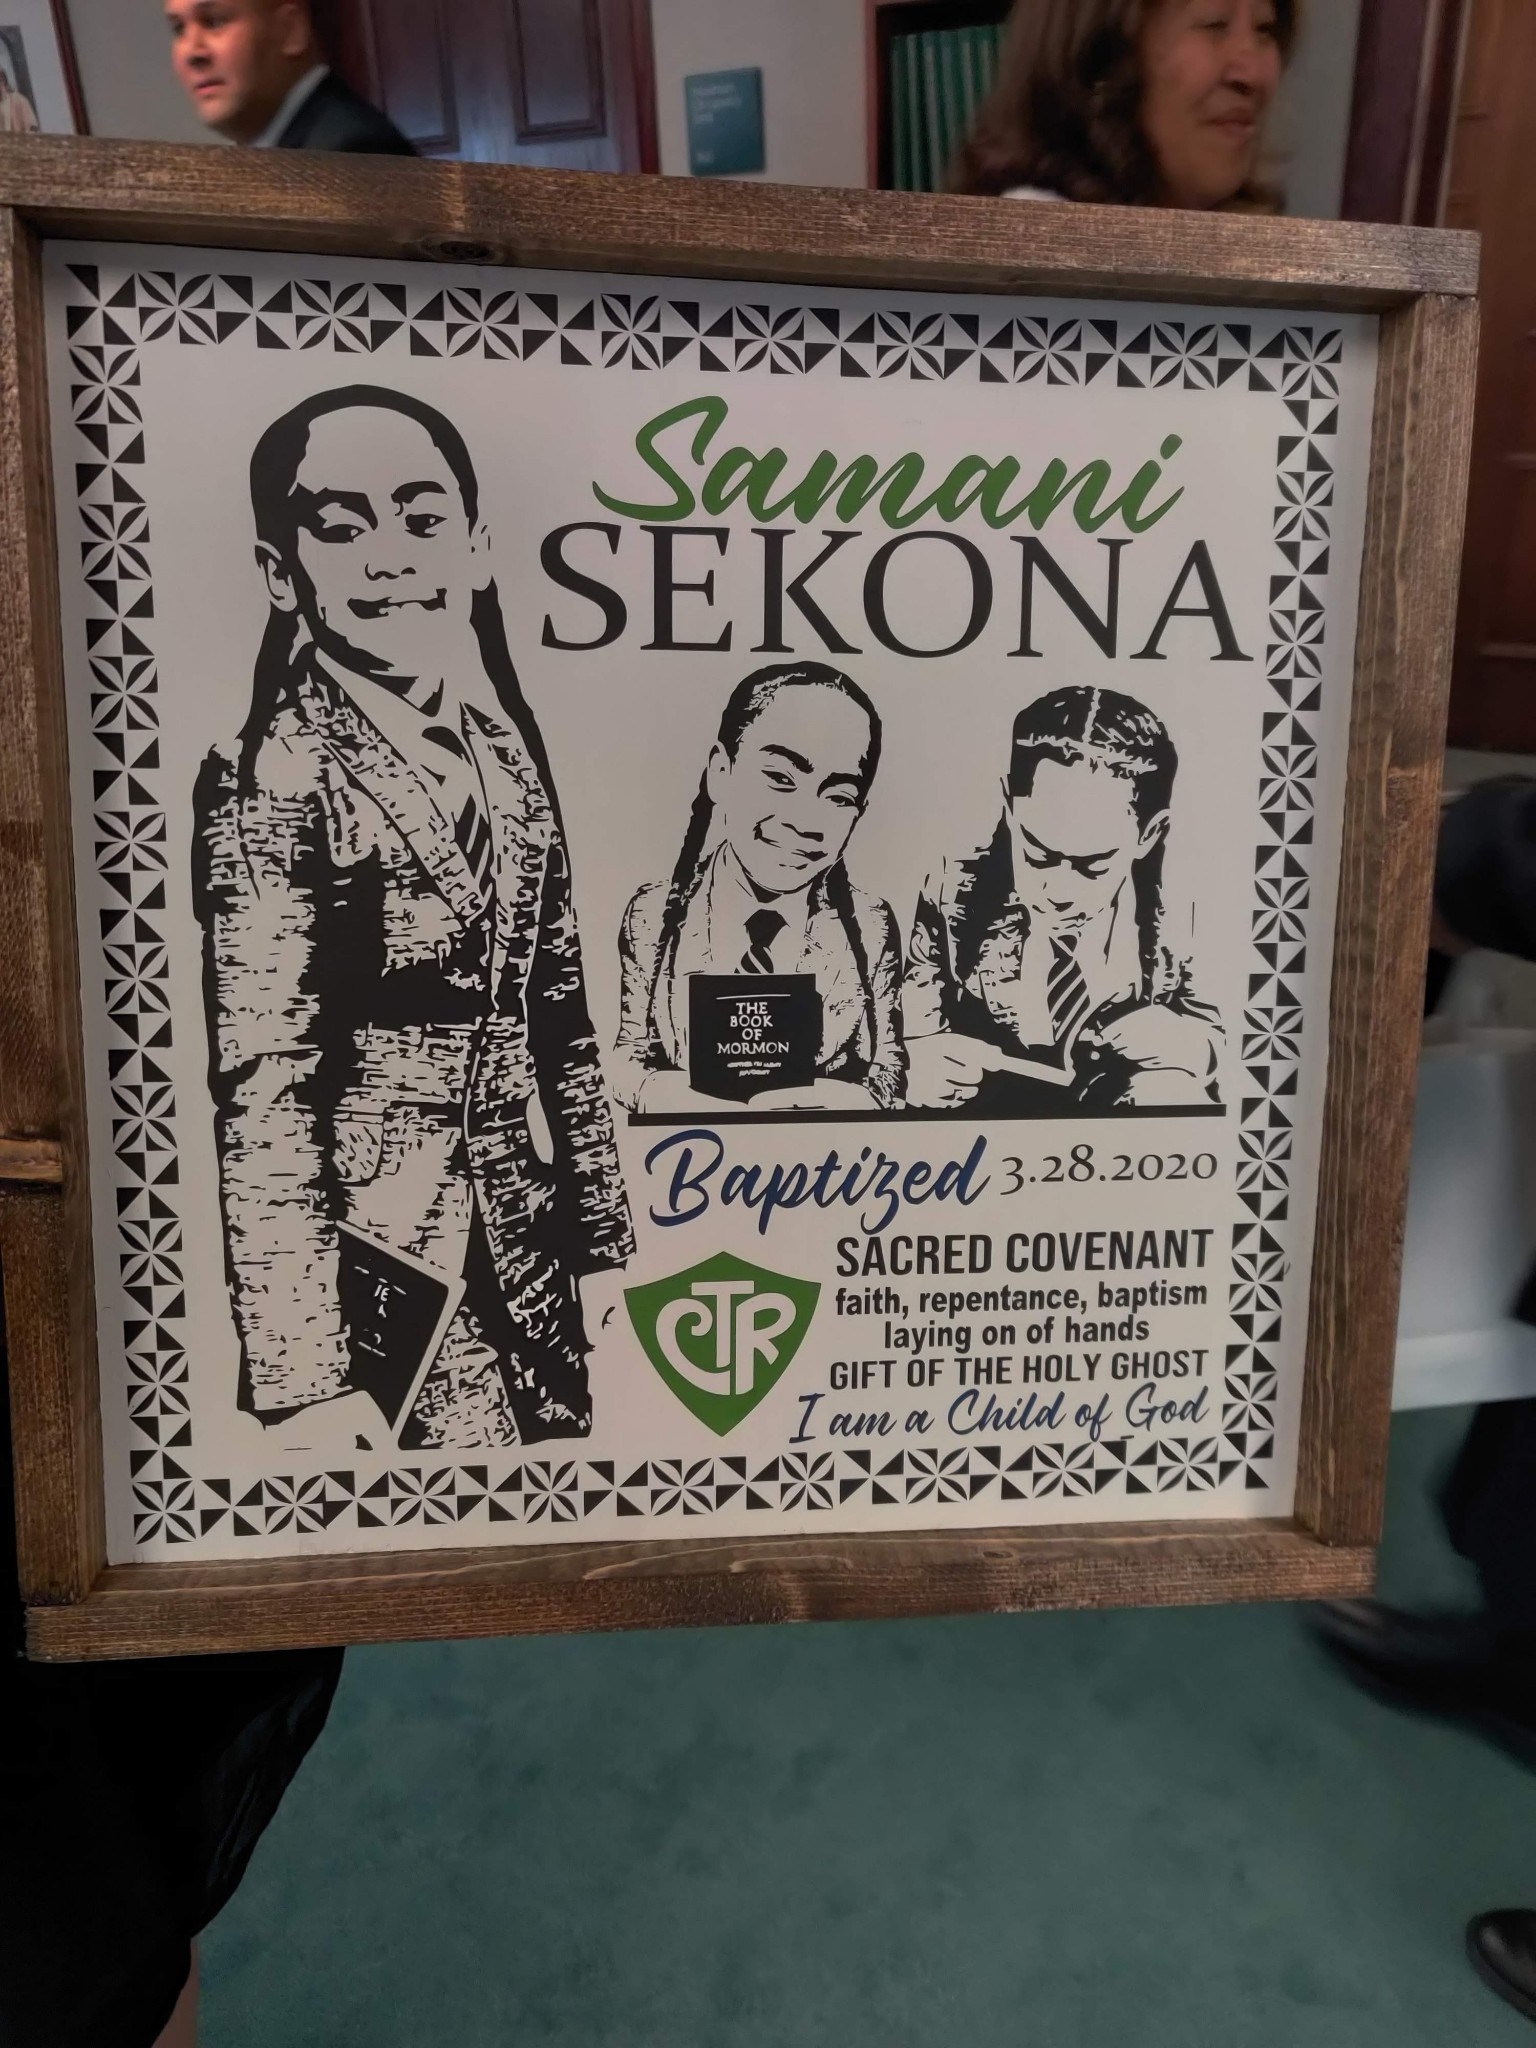 Samani
SEKONA
THE
BOOK
OF
MORMON
Baptized 3.28.2020
CTR
SACRED COVENANT
faith, repentance, baptism
laying on of hands
GIFT OF THE HOLY GHOST
I am a Child of God